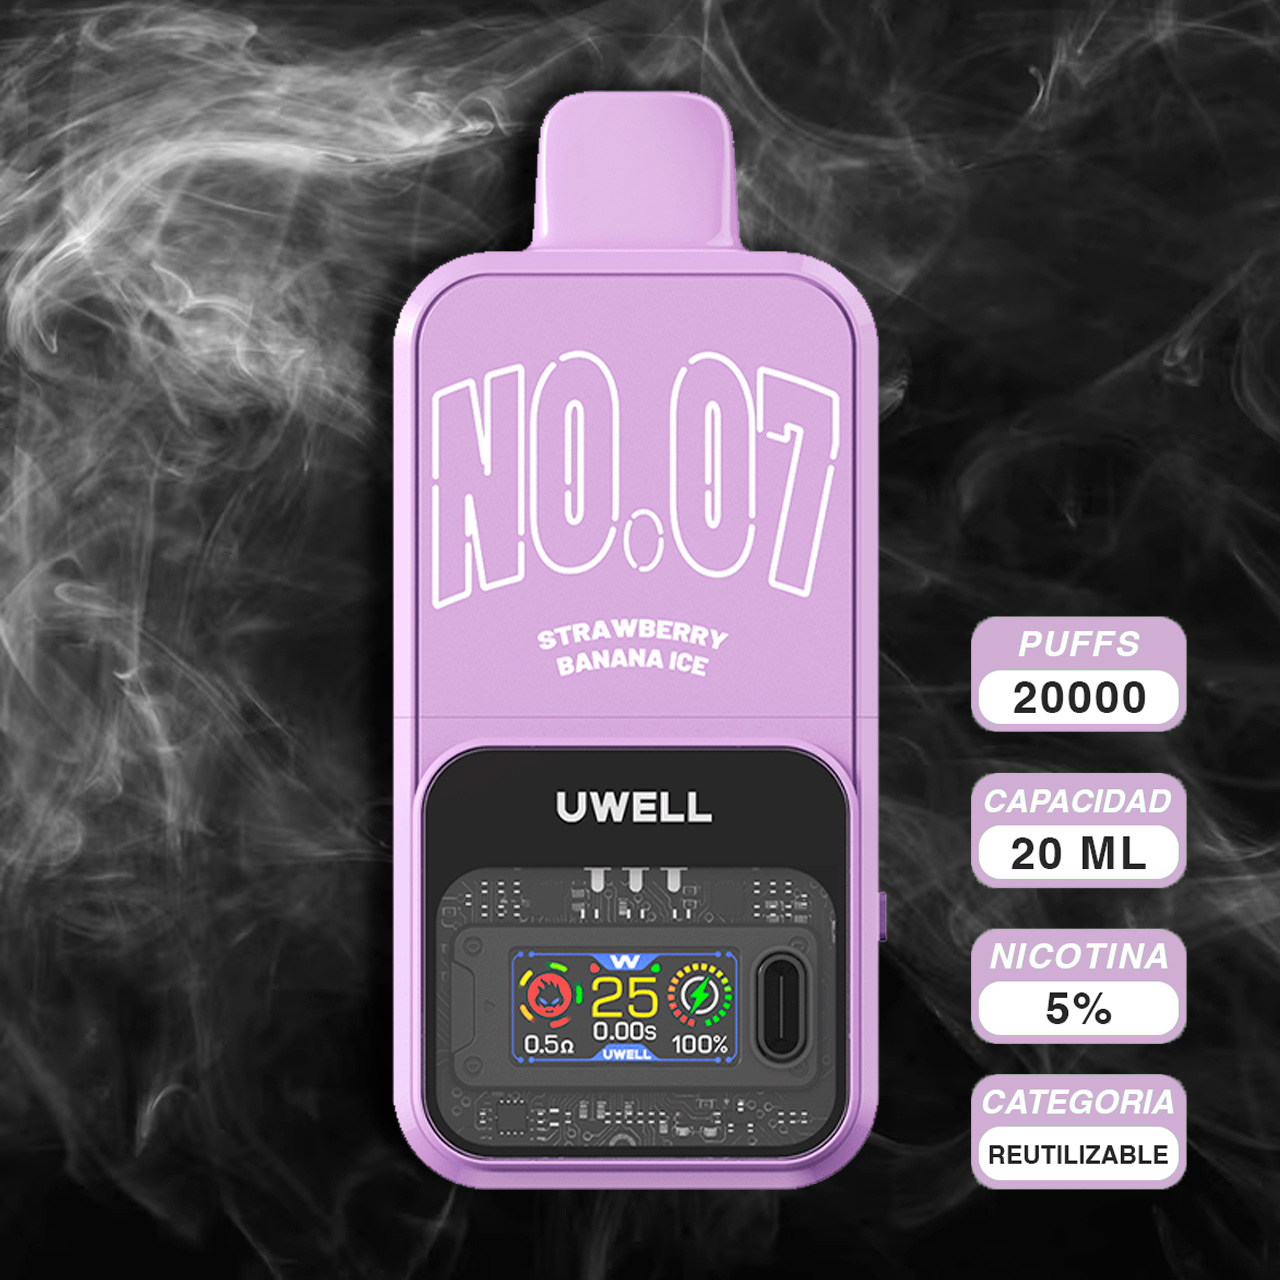 NO.07
STRAWBERRY
BANANA ICE
UWELL
W
25
0.00s
0.5Ω
100%
UWELL
PUFFS
20000
CAPACIDAD
20 ML
NICOTINA
5%
CATEGORIA
REUTILIZABLE